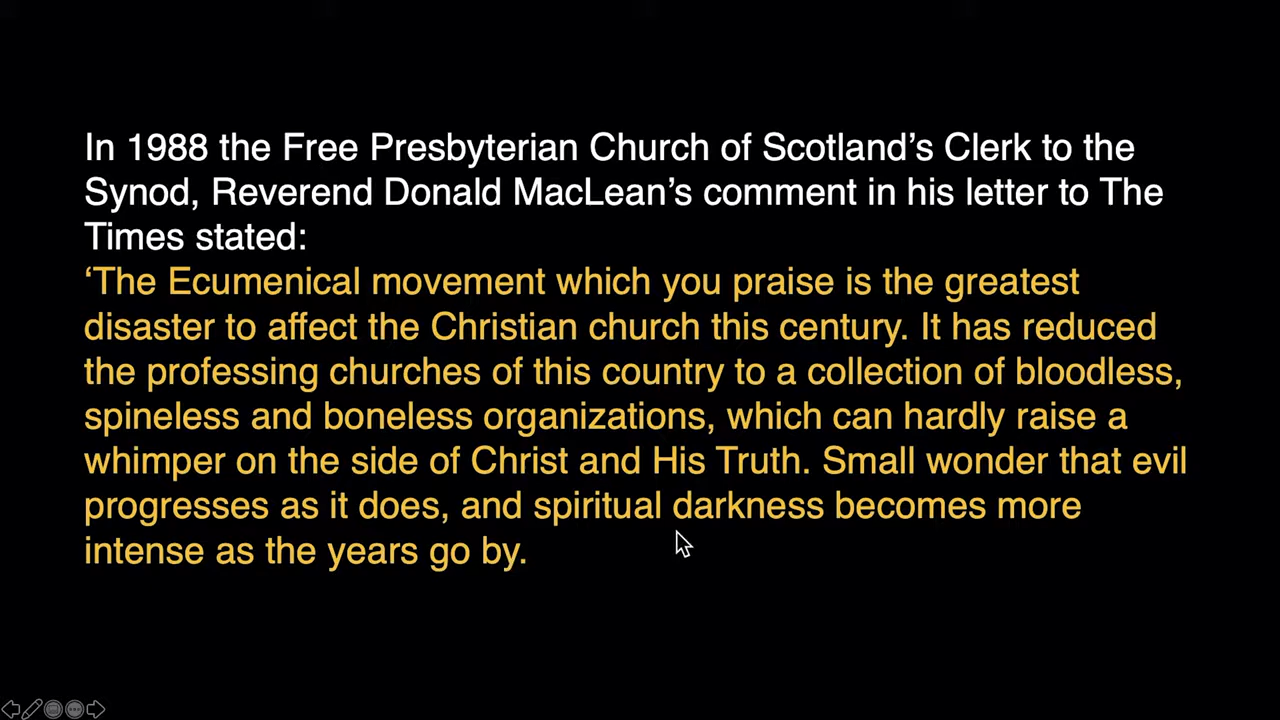 In 1988 the Free Presbyterian Church of Scotland’s Clerk to the
Synod, Reverend Donald MacLean’s comment in his letter to The
Times stated:
‘The Ecumenical movement which you praise is the greatest
disaster to affect the Christian church this century. It has reduced
the professing churches of this country to a collection of bloodless,
spineless and boneless organizations, which can hardly raise a
whimper on the side of Christ and His Truth. Small wonder that evil
progresses as it does, and spiritual darkness becomes more
intense as the years go by.